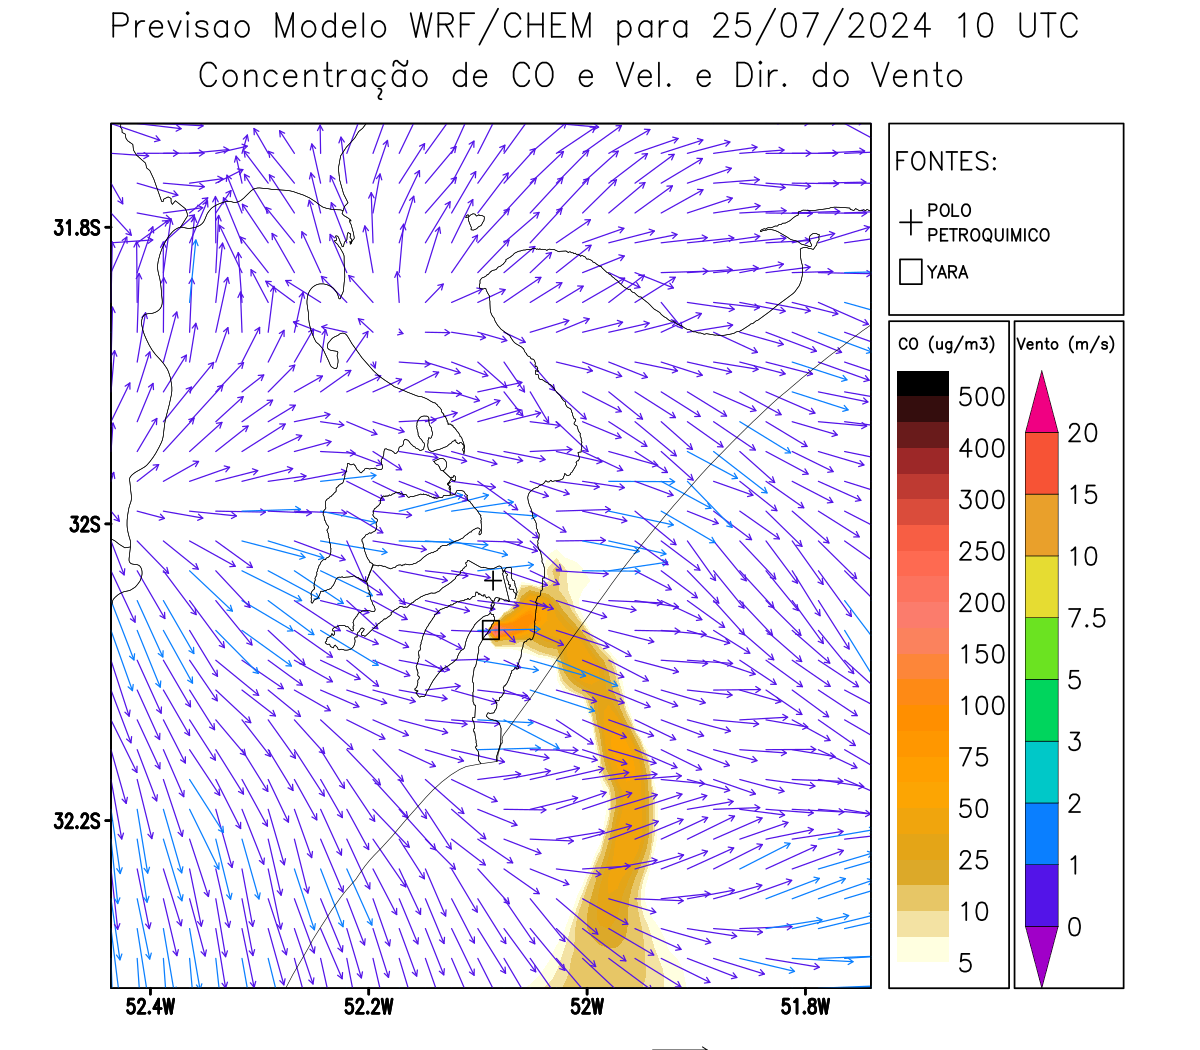 Previsao Modelo WRF/CHEM para 25/07/2024 10 UTC
Concentração de CO e Vel. e Dir. do Vento
FONTES:
POLO
PETROQUIMICO
YARA
CO (ug/m3)
500
400
300
250
200
150
100
75
50
25
10
5
Vento (m/s)
20
15
10
7.5
5
3
2
1
0
31.8S
32S
32.2S
52.4W
52.2W
52W
51.8W